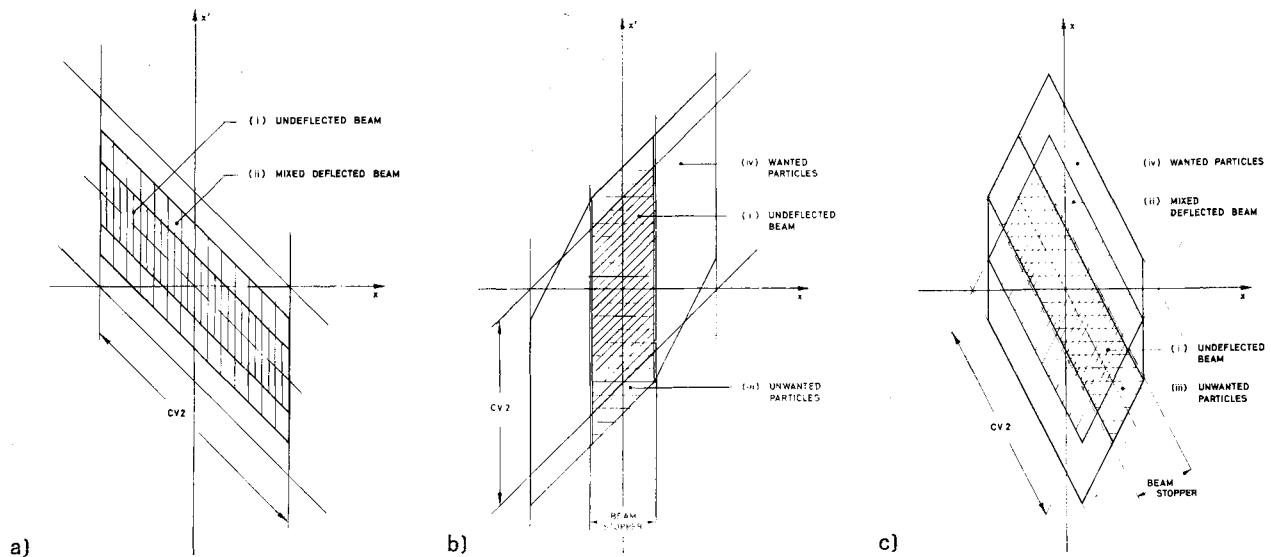 x'
(i) UNDEFLECTED BEAM
(ii) MIXED DEFLECTED BEAM
x
CV2
a)
x'
(iv) WANTED
PARTICLES
(i) UNDEFLECTED
BEAM
x
UNWANTED
PARTICLES
CV2
BEAM
STOPPER
b)
x
(iv) WANTED PARTICLES
(ii) MIXED
DEFLECTED BEAM
x
(i) UNDEFLECTED
BEAM
(iii) UNWANTED
PARTICLES
CV2
BEAM
STOPPER
c)